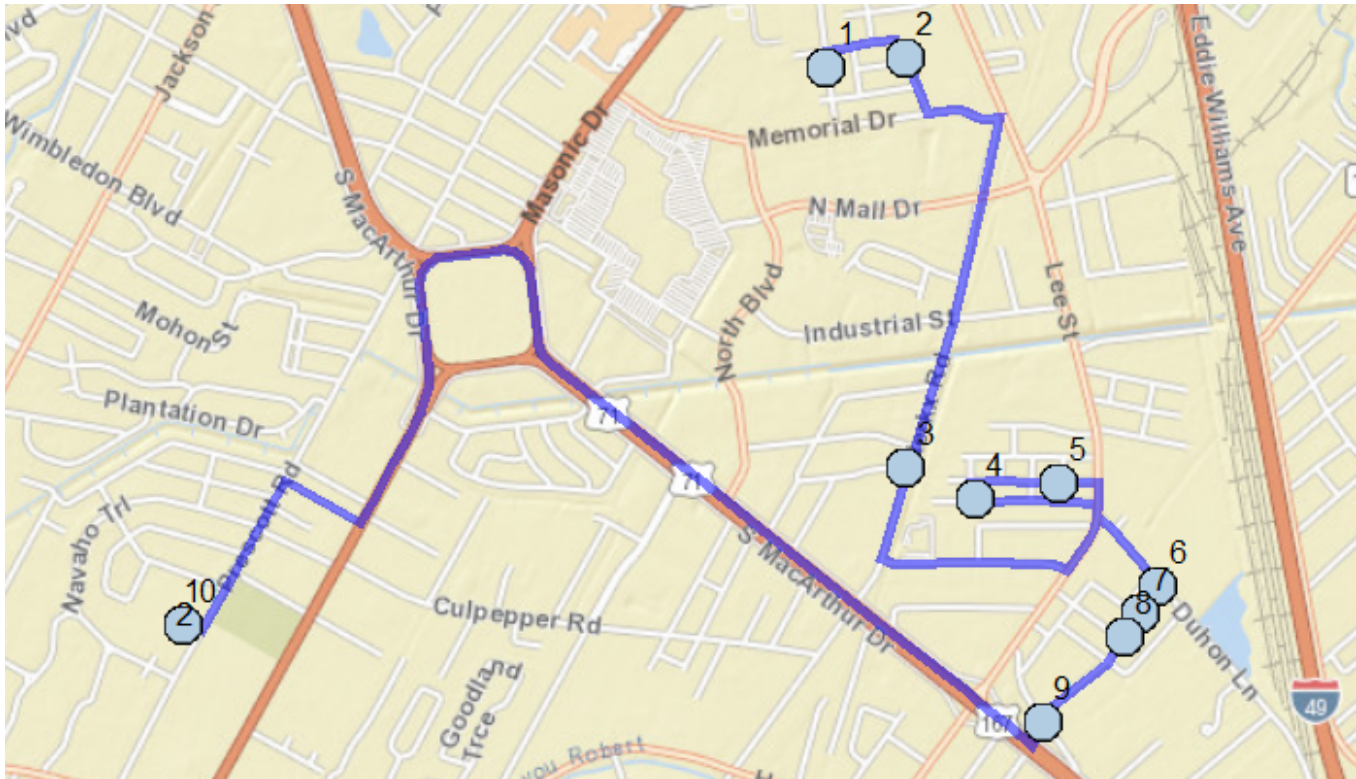 1
2
Jackson
Eddie Williams Ave
Memorial Dr
Masonic Dr
Wimbledon Blvd
S MacArthur Dr
N Mall Dr
Lee St
North Blvd
Mohon St
Industrial St
Plantation Dr
71
3
4
5
71
Prescott Rd
Navaho Trl
S MacArthur Dr
6
7
8
10
2
Culpepper Rd
Duhon Ln
Goodland
Trce
9
167
49